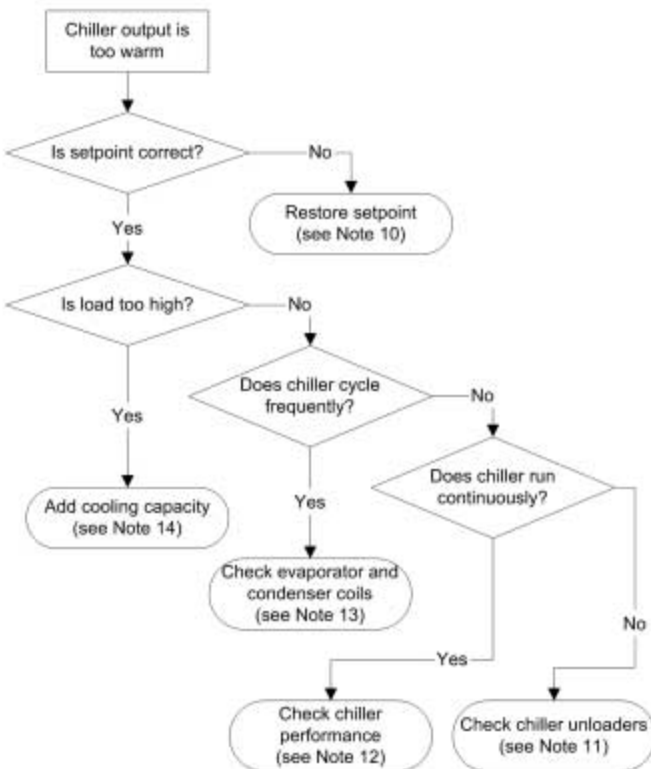 Chiller output is
too warm
Is setpoint correct?
No
Restore setpoint
(see Note 10)
Yes
Is load too high?
No
Does chiller cycle
frequently?
No
Yes
Does chiller run
continuously?
Add cooling capacity
(see Note 14)
Yes
Check evaporator and
condenser coils
(see Note 13)
No
Yes
Check chiller
performance
(see Note 12)
Check chiller unloaders
(see Note 11)